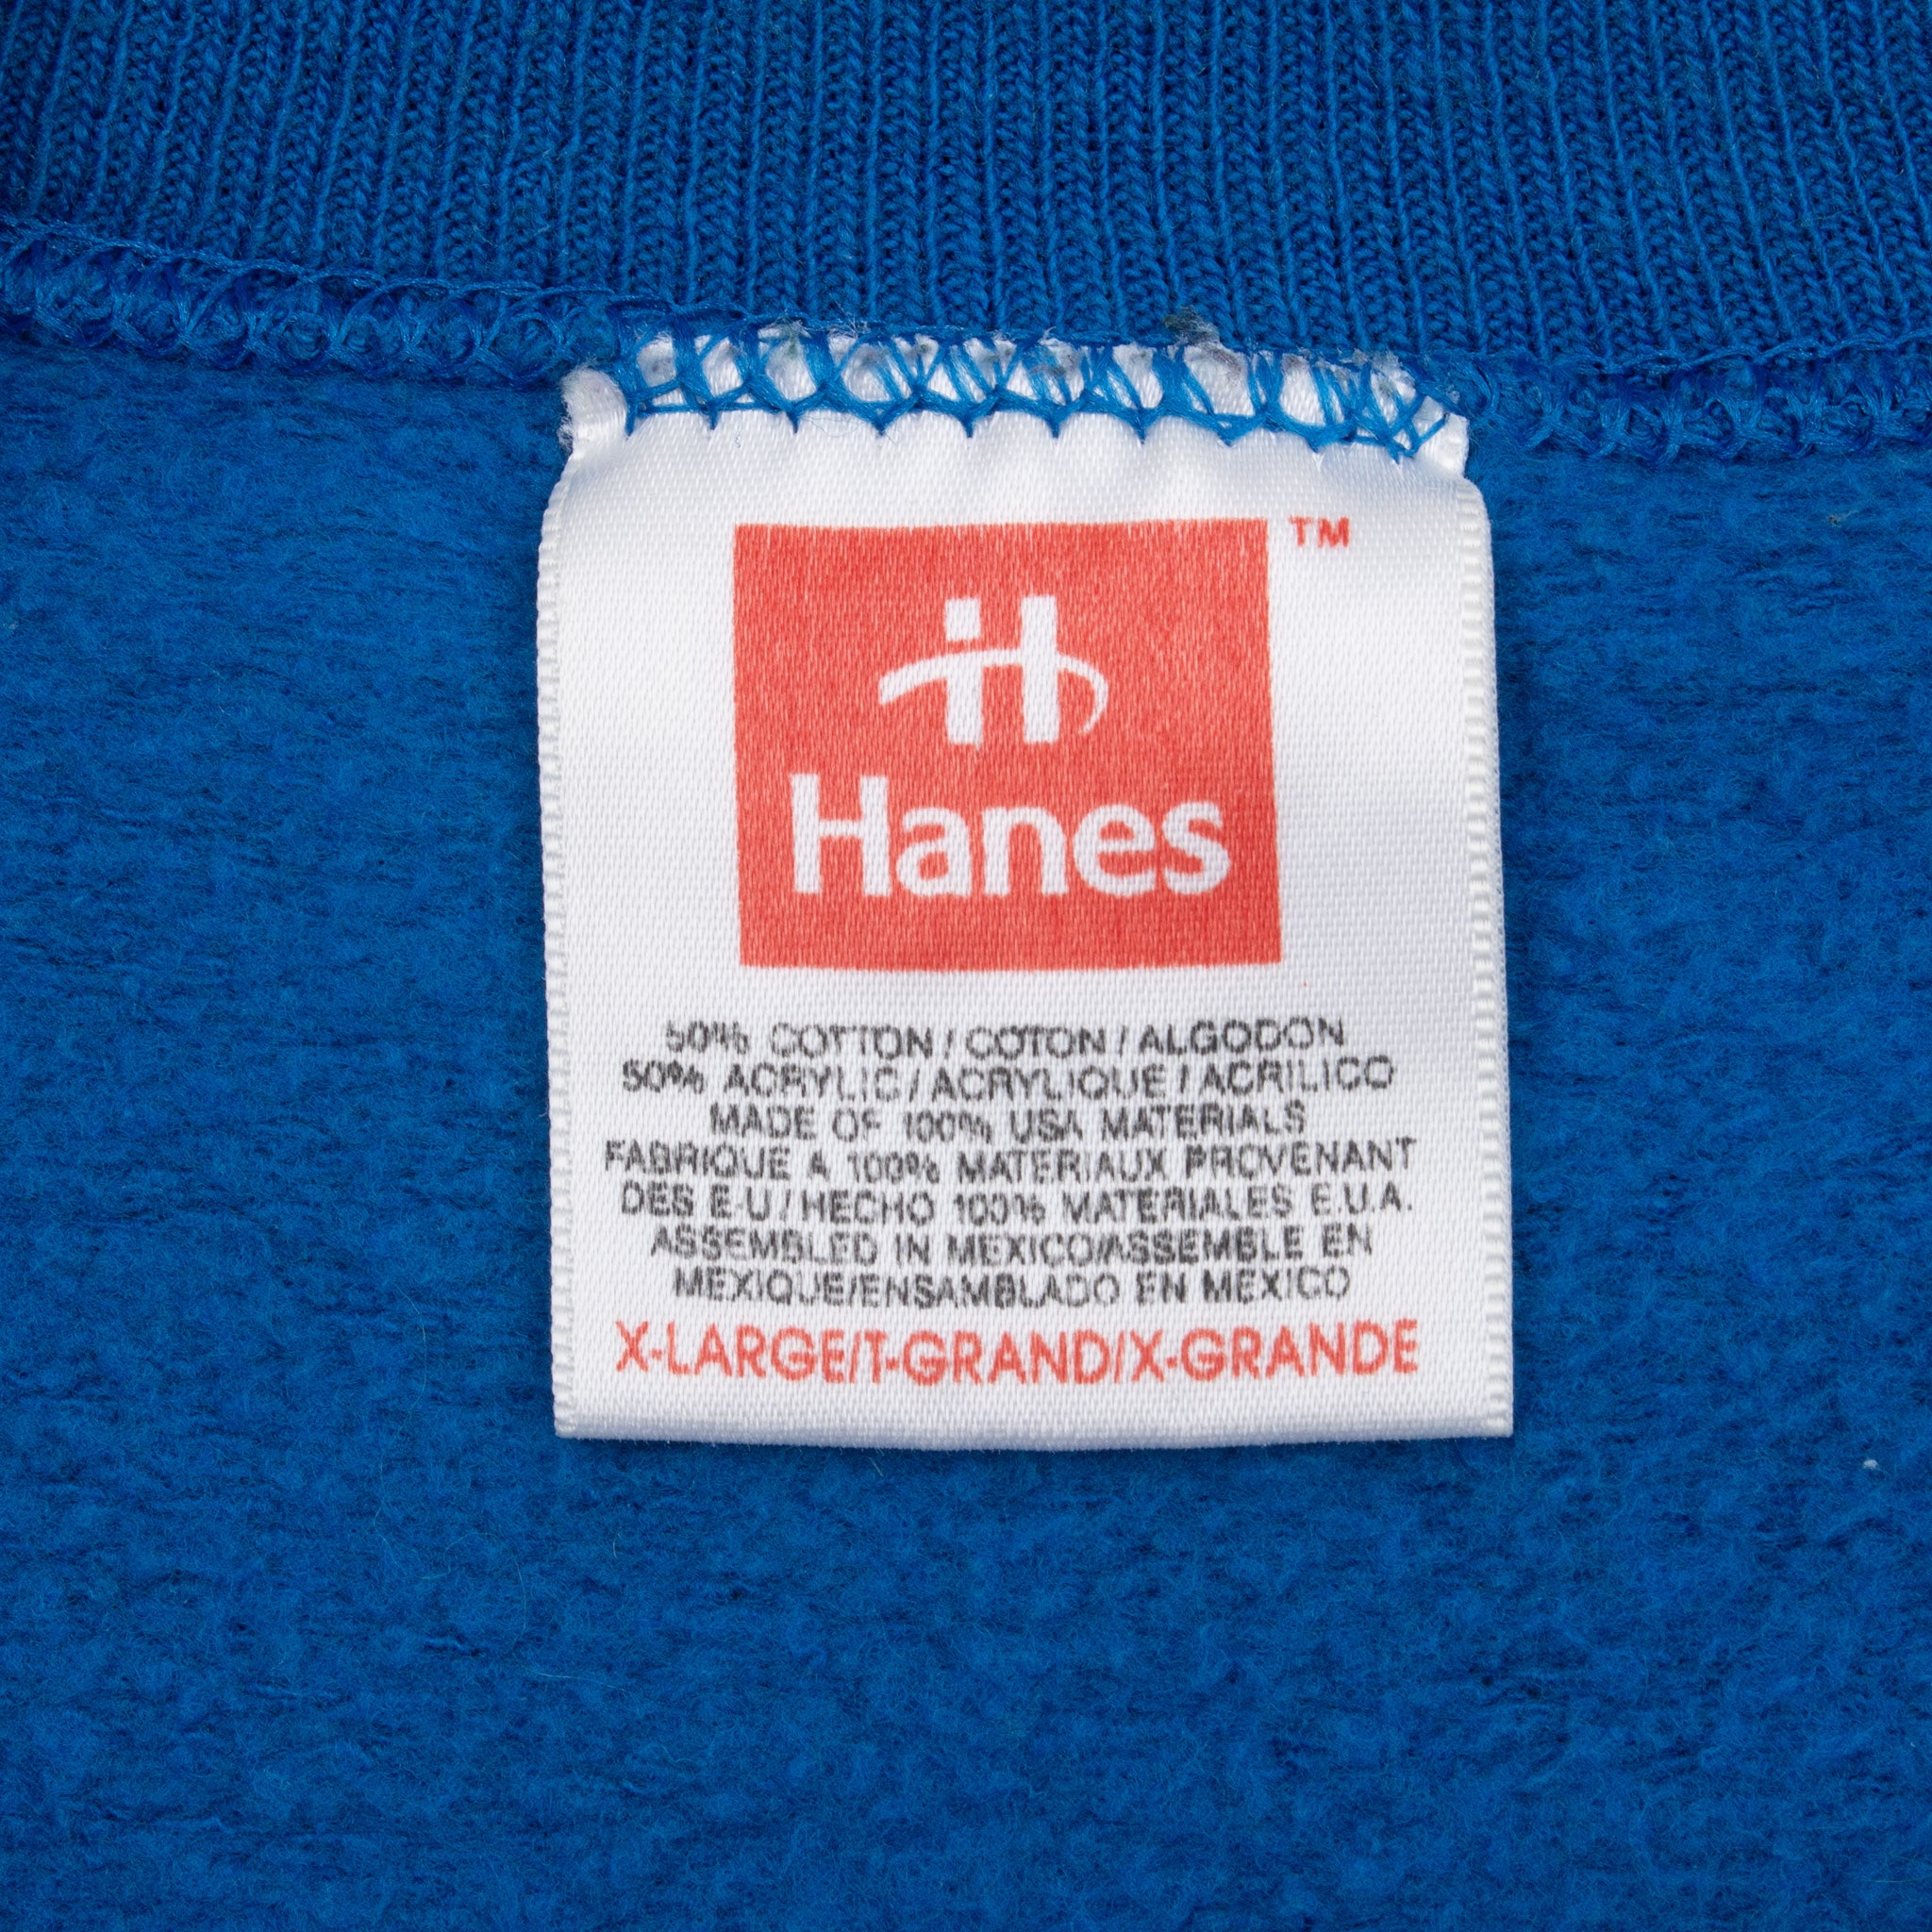 TM
H
Hanes
50% COTTON / COTON / ALGODON
50% ACRYLIC / ACRYLIQUE / ACRILICO
MADE OF 100% USA MATERIALS
FABRIQUE A 100% MATERIAUX PROVENANT
DES E-U / HECHO 100% MATERIALES E.U.A.
ASSEMBLED IN MEXICO/ASSEMBLE EN
MEXIQUE/ENSAMBLADO EN MEXICO
X-LARGE/T-GRAND/X-GRANDE